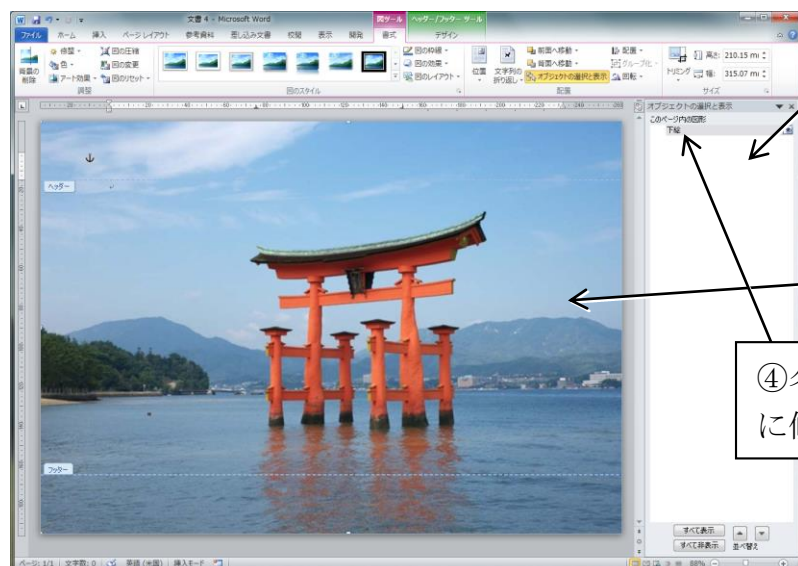 文書 4 - Microsoft Word
図ツール
ヘッダー/フッター ツール
ファイル ホーム 挿入 ページ レイアウト 参考資料 差し込み文書 校閲 表示 開発 書式 デザイン
背景の削除
修整
色
アート効果
図の圧縮
図の変更
図のリセット
調整
図のスタイル
図の枠線
図の効果
図のレイアウト
位置
文字列の折り返し
前面へ移動
背面へ移動
オブジェクトの選択と表示
配置
グループ化
回転
配置
トリミング
高さ: 210.15 mi
幅: 315.07 mi
サイズ
オブジェクトの選択と表示
このページ内の図形
下絵
ヘッダー
フッター
④
に
すべて表示
すべて非表示
並べ替え
ページ: 1/1 文字数: 0 英語 (米国) 挿入モード 88%